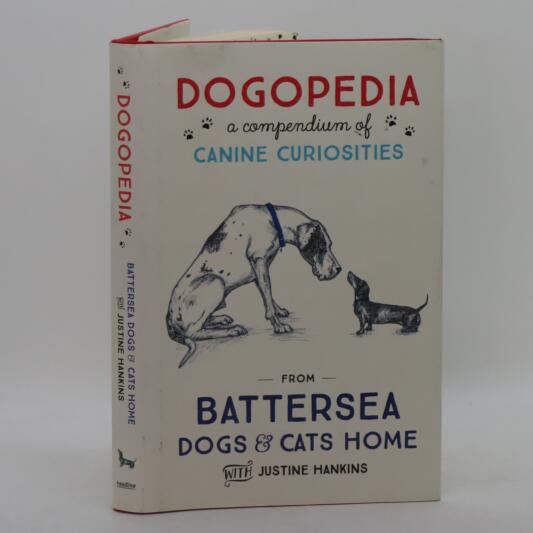 DOGOPEDIA
a compendium of
CANINE CURIOSITIES
FROM
BATTERSEA
DOGS & CATS HOME
WITH JUSTINE HANKINS
DOGOPEDIA
BATTERSEA DOGS & CATS HOME
WITH JUSTINE HANKINS
headline